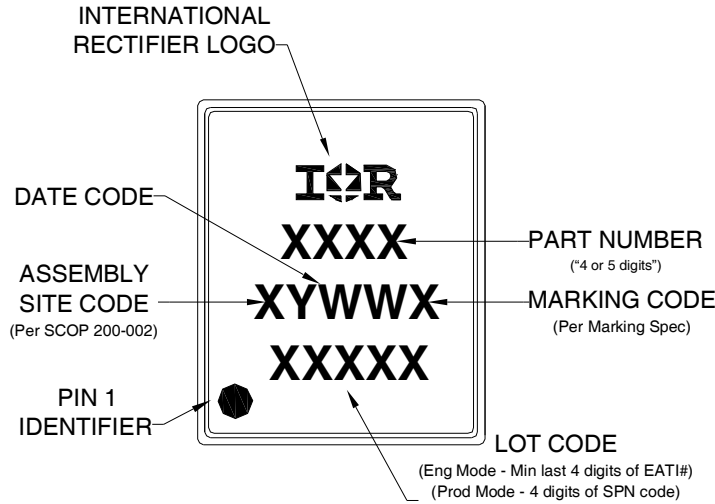 INTERNATIONAL
RECTIFIER LOGO
IOR
DATE CODE
XXXX
PART NUMBER
("4 or 5 digits")
ASSEMBLY
SITE CODE
(Per SCOP 200-002)
XYWWX
MARKING CODE
(Per Marking Spec)
XXXXX
PIN 1
IDENTIFIER
LOT CODE
(Eng Mode - Min last 4 digits of EATI#)
(Prod Mode - 4 digits of SPN code)